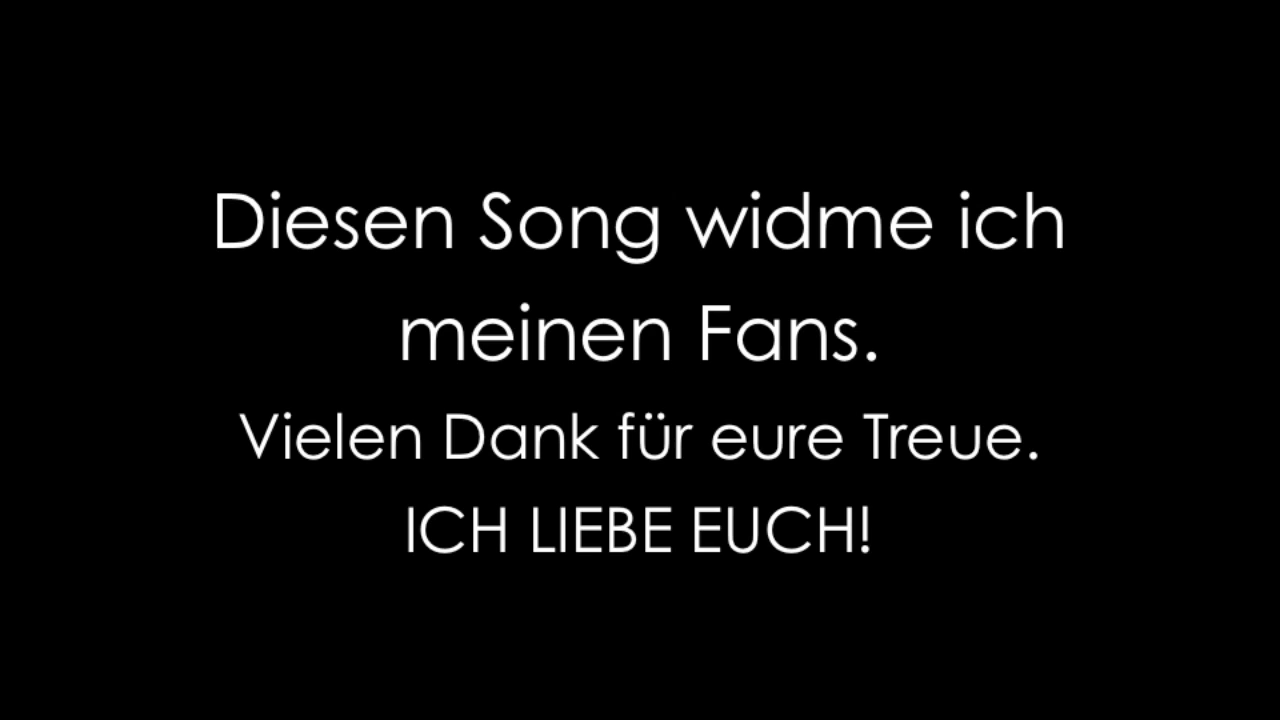 Diesen Song widme ich
meinen Fans.
Vielen Dank für eure Treue.
ICH LIEBE EUCH!